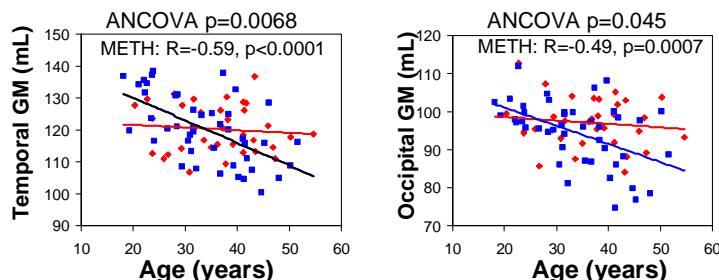 ANCOVA p=0.0068
METH: R=-0.59, p<0.0001
Temporal GM (mL)
150
140
130
120
110
100
90
10 20 30 40 50 60
Age (years)
ANCOVA p=0.045
METH: R=-0.49, p=0.0007
Occipital GM (mL)
120
110
100
90
80
70
10 20 30 40 50 60
Age (years)